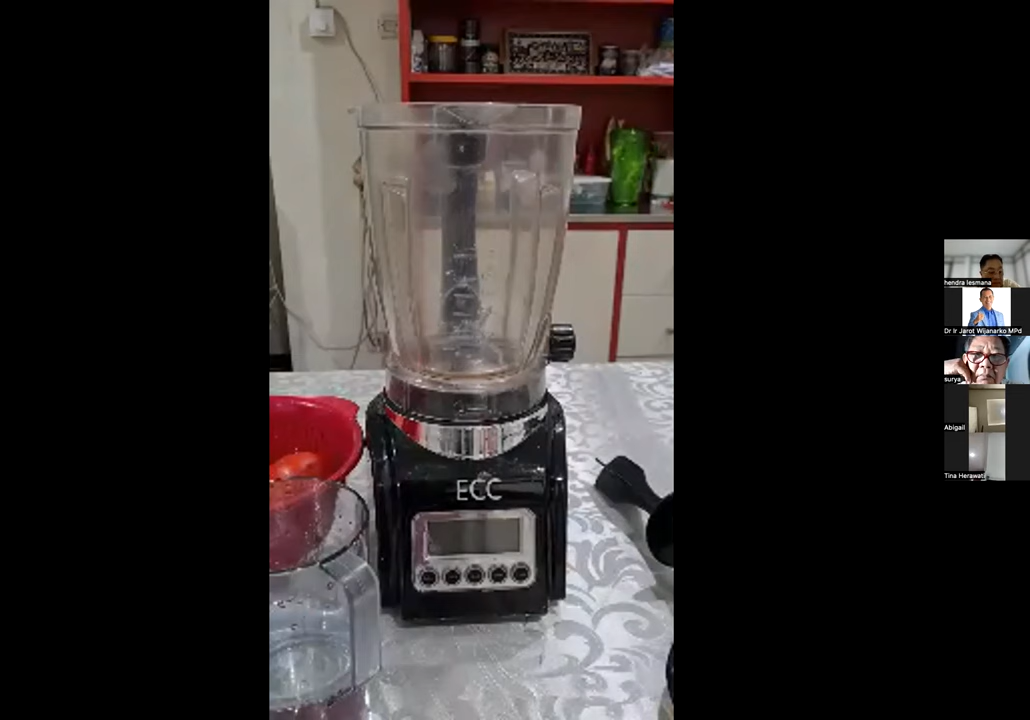 ECC
hendra lesmana
Dr Ir Jarot Wijanarko MPd
surya
Abigail
Tina Herawati